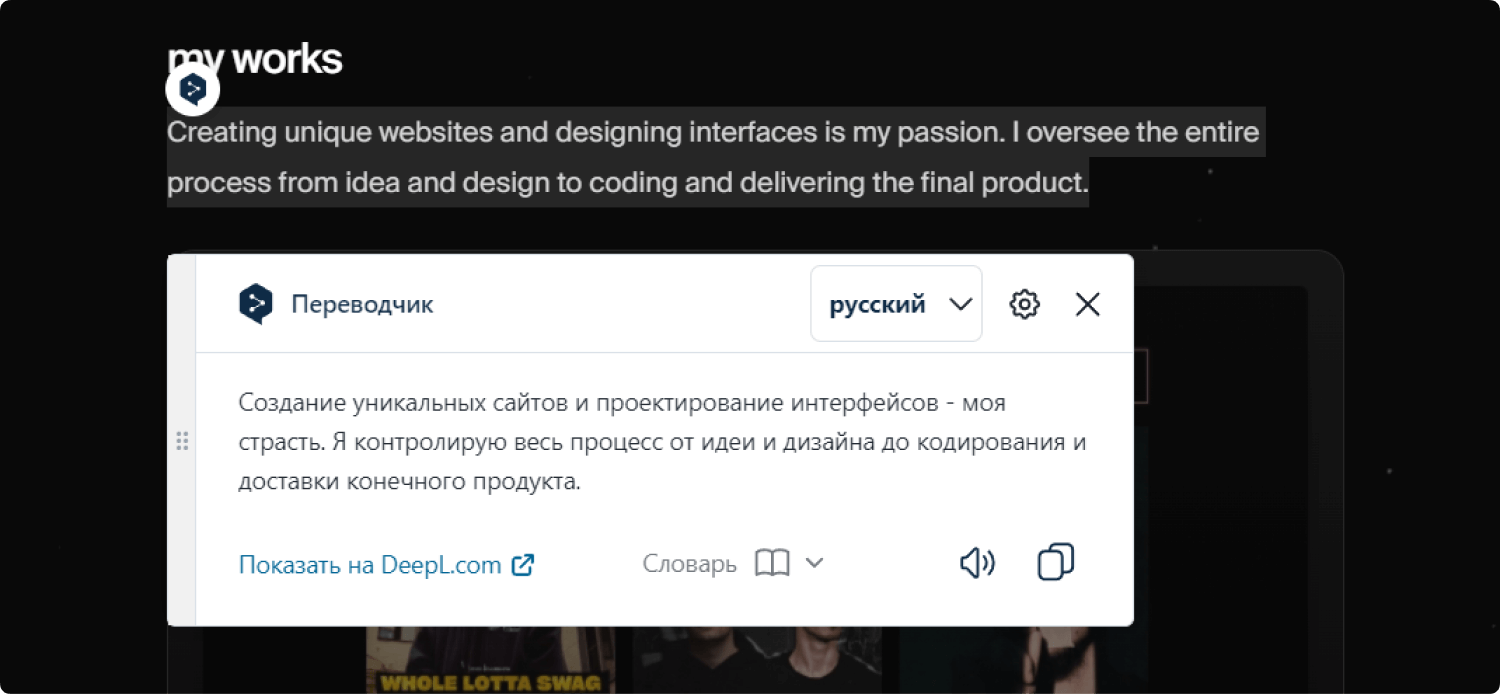 my works
Creating unique websites and designing interfaces is my passion. I oversee the entire
process from idea and design to coding and delivering the final product.
Переводчик
русский
Создание уникальных сайтов и проектирование интерфейсов - моя
страсть. Я контролирую весь процесс от идеи и дизайна до кодирования и
доставки конечного продукта.
Показать на DeepL.com
Словарь
WHOLE LOTTA SWAG